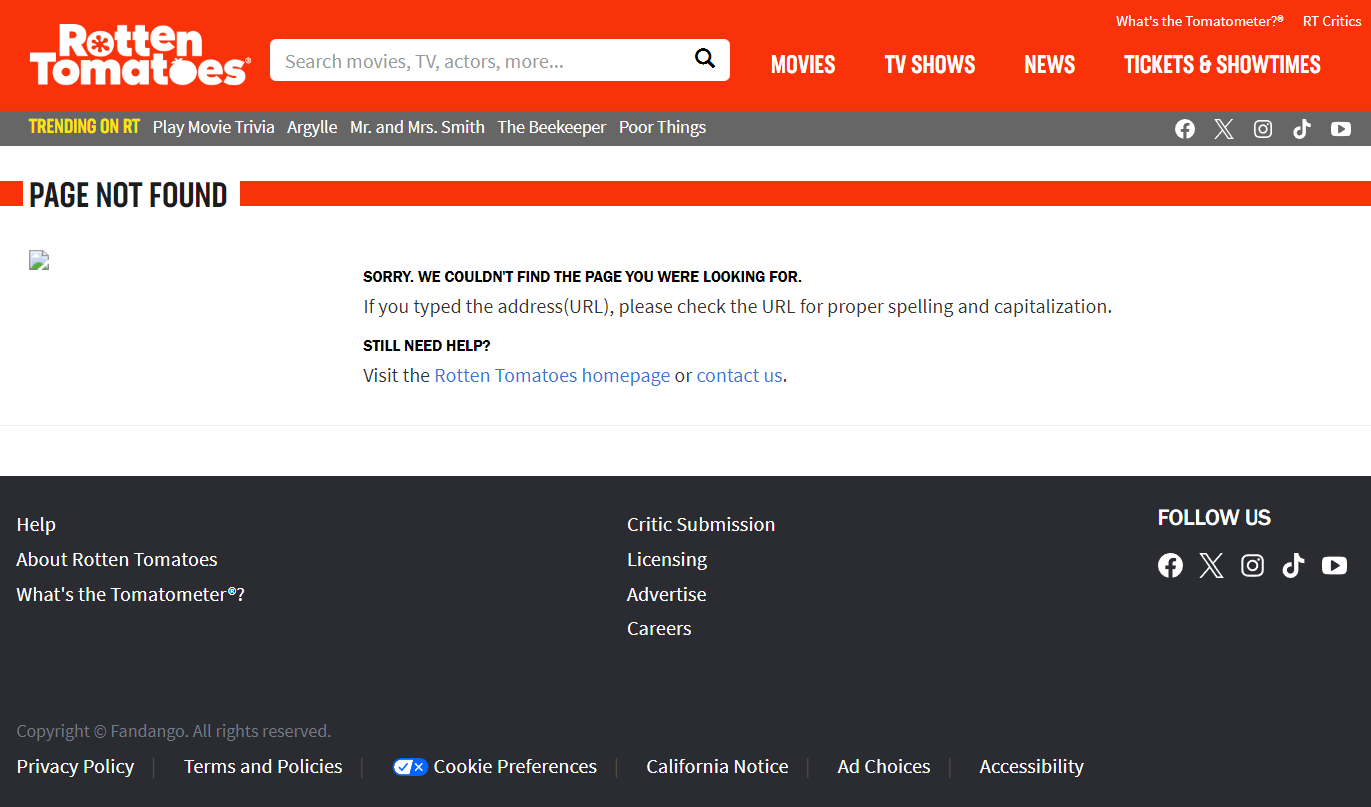 What's the Tomatometer?® RT Critics
Rotten
Tomatoes®
Search movies, TV, actors, more...
MOVIES TV SHOWS NEWS TICKETS & SHOWTIMES
TRENDING ON RT Play Movie Trivia Argylle Mr. and Mrs. Smith The Beekeeper Poor Things
PAGE NOT FOUND
SORRY. WE COULDN'T FIND THE PAGE YOU WERE LOOKING FOR.
If you typed the address(URL), please check the URL for proper spelling and capitalization.
STILL NEED HELP?
Visit the Rotten Tomatoes homepage or contact us.
Help
About Rotten Tomatoes
What's the Tomatometer®?
Critic Submission
Licensing
Advertise
Careers
FOLLOW US
Copyright © Fandango. All rights reserved.
Privacy Policy | Terms and Policies | Cookie Preferences | California Notice | Ad Choices | Accessibility